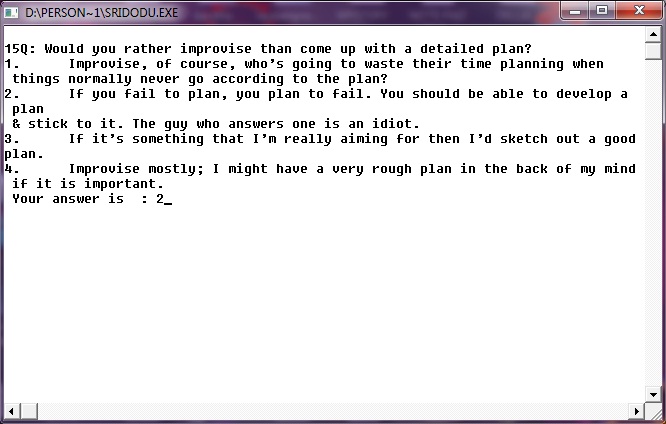 D:\PERSON~1\SRIDODU.EXE
15Q: Would you rather improvise than come up with a detailed plan?
1. Improvise, of course, who's going to waste their time planning when
things normally never go according to the plan?
2. If you fail to plan, you plan to fail. You should be able to develop a
plan
& stick to it. The guy who answers one is an idiot.
3. If it's something that I'm really aiming for then I'd sketch out a good
plan.
4. Improvise mostly; I might have a very rough plan in the back of my mind
if it is important.
Your answer is : 2_